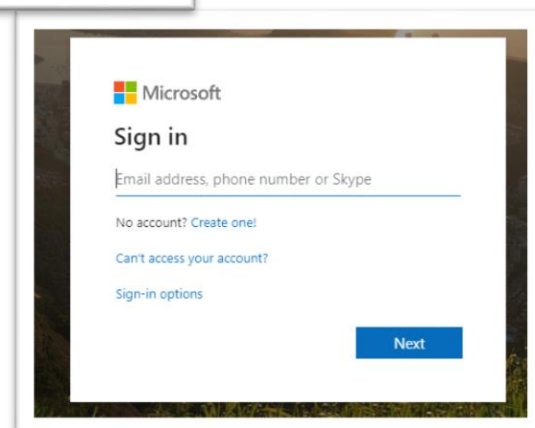 Microsoft
Sign in
Email address, phone number or Skype
No account? Create one!
Can't access your account?
Sign-in options
Next